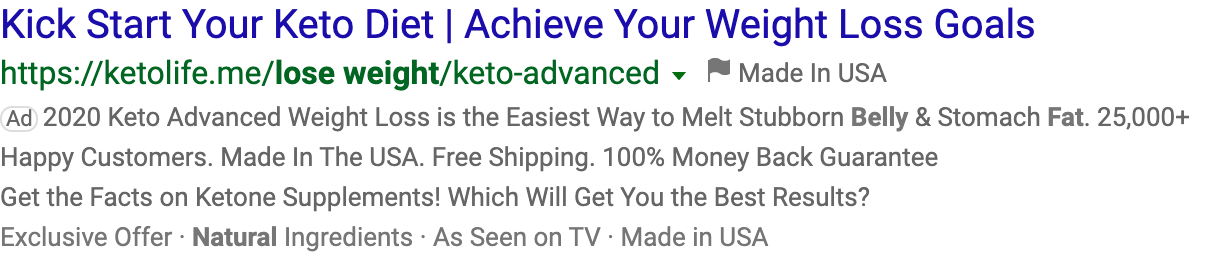 Kick Start Your Keto Diet | Achieve Your Weight Loss Goals
https://ketolife.me/lose weight/keto-advanced Made In USA
Ad 2020 Keto Advanced Weight Loss is the Easiest Way to Melt Stubborn Belly & Stomach Fat. 25,000+
Happy Customers. Made In The USA. Free Shipping. 100% Money Back Guarantee
Get the Facts on Ketone Supplements! Which Will Get You the Best Results?
Exclusive Offer · Natural Ingredients · As Seen on TV · Made in USA